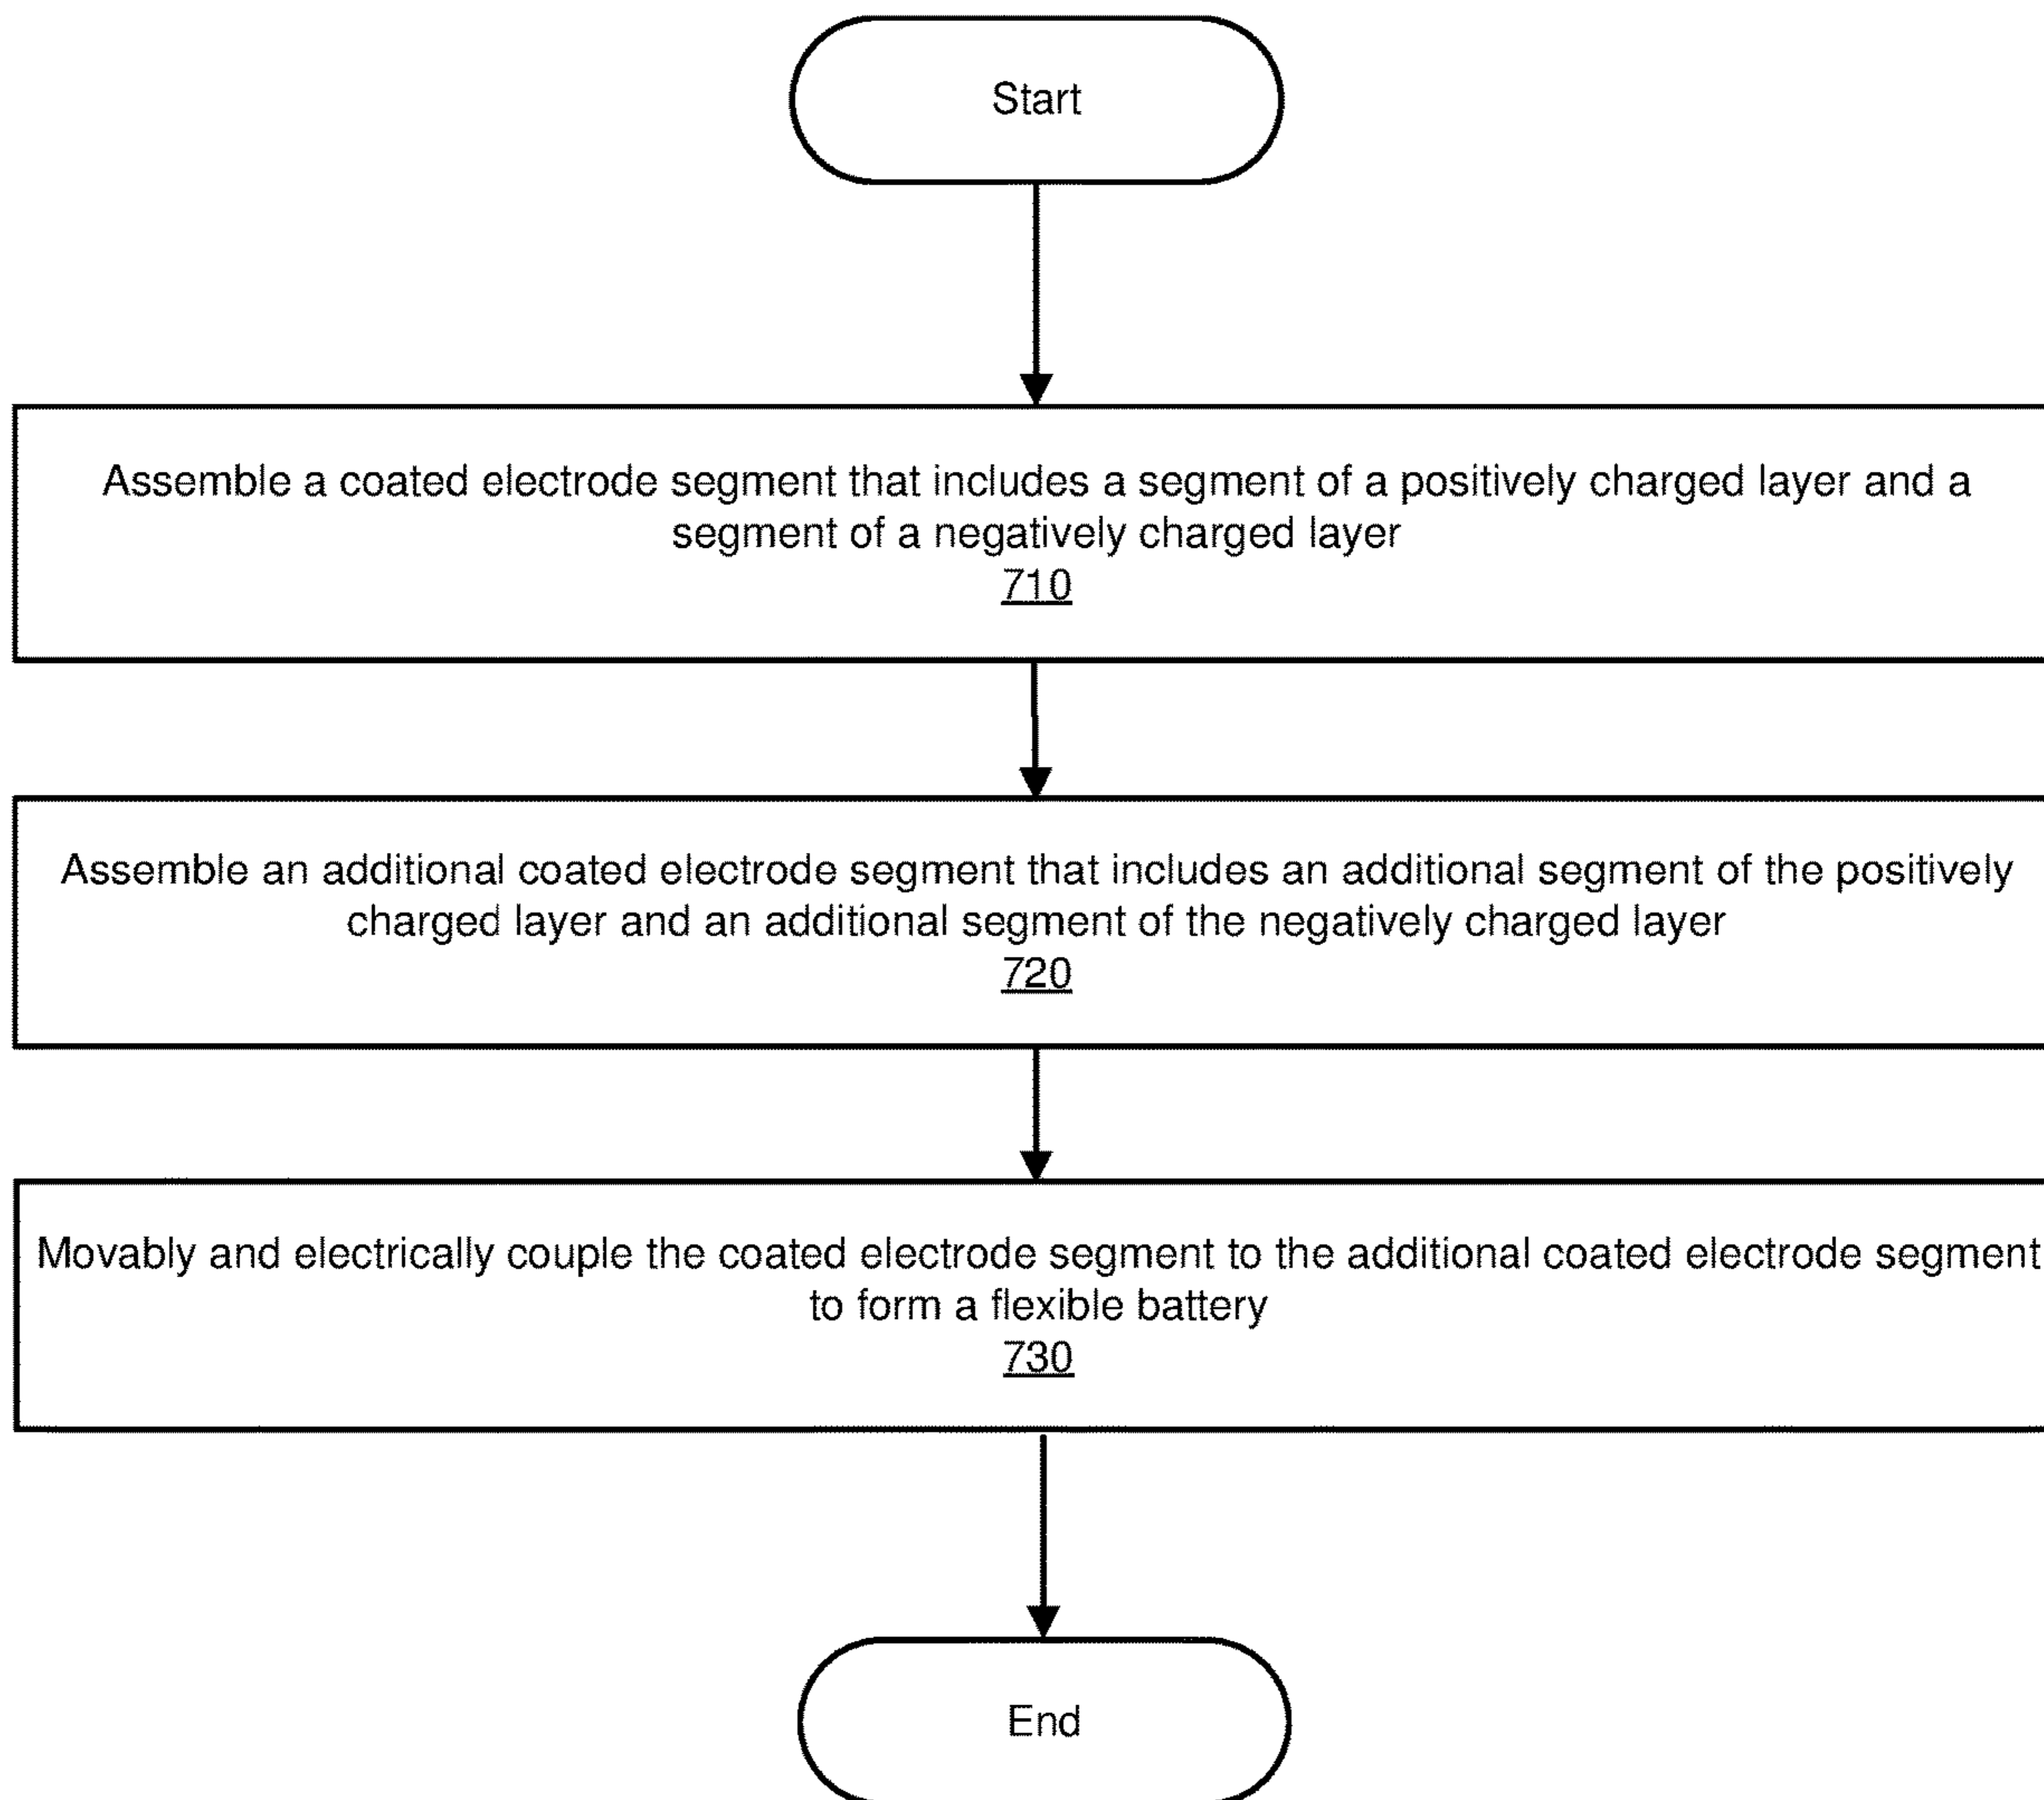 Start
Assemble a coated electrode segment that includes a segment of a positively charged layer and a
segment of a negatively charged layer
710
Assemble an additional coated electrode segment that includes an additional segment of the positively
charged layer and an additional segment of the negatively charged layer
720
Movably and electrically couple the coated electrode segment to the additional coated electrode segment
to form a flexible battery
730
End